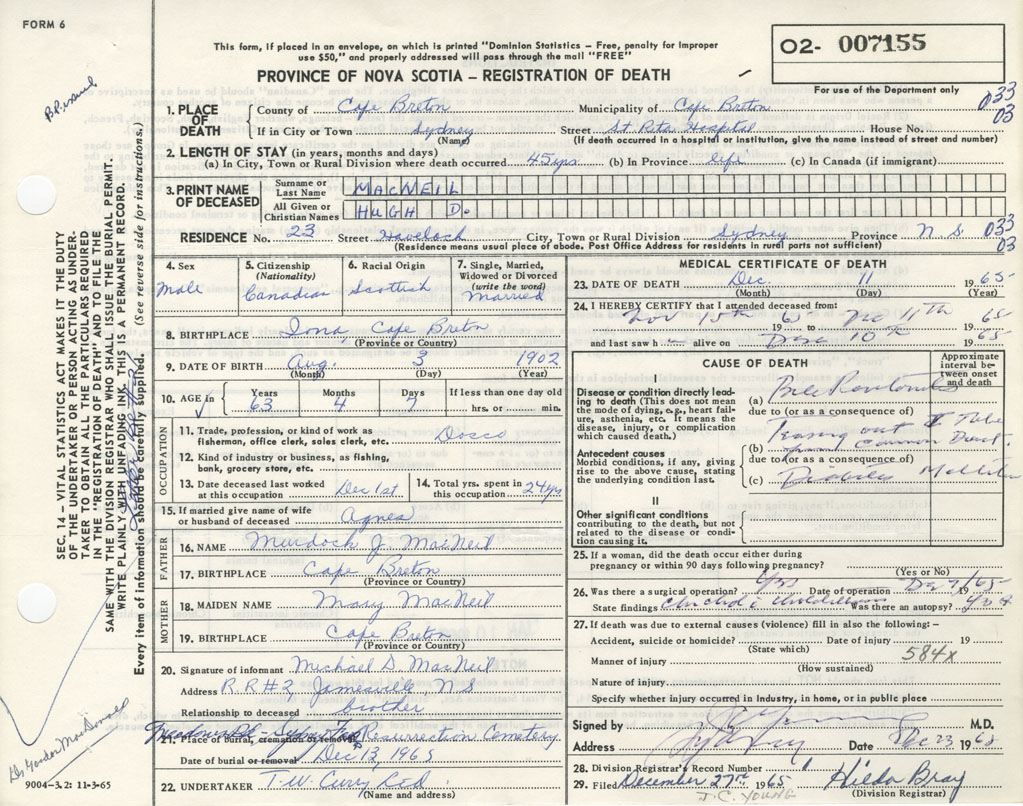 FORM 6
This form, if placed in an envelope, on which is printed "Dominion Statistics – Free, penalty for improper
use $50," and properly addressed will pass through the mail "FREE"
PROVINCE OF NOVA SCOTIA – REGISTRATION OF DEATH
02- 007155
For use of the Department only
033
03
1. PLACE OF DEATH
County of Cape Breton Municipality of Cape Breton
If in City or Town Sydney Street St Rita Hospital House No.
(Name) (If death occurred in a hospital or institution, give the name instead of street and number)
2. LENGTH OF STAY (in years, months and days)
(a) In City, Town or Rural Division where death occurred 45 yrs (b) In Province life (c) In Canada (if immigrant)
3. PRINT NAME OF DECEASED
Surname or Last Name MACNEIL
All Given or Christian Names HUGH D.
RESIDENCE No. 23 Street Havelock City, Town or Rural Division Sydney Province N S 033
03
(Residence means usual place of abode. Post Office Address for residents in rural parts not sufficient)
4. Sex Male
5. Citizenship (Nationality) Canadian
6. Racial Origin Scottish
7. Single, Married, Widowed or Divorced (write the word) Married
8. BIRTHPLACE Iona, Cape Breton
(Province or Country)
9. DATE OF BIRTH Aug. 3 1902
(Month) (Day) (Year)
10. AGE in Years 63 Months 4 Days 7 If less than one day old hrs. or min.
OCCUPATION
11. Trade, profession, or kind of work as
fisherman, office clerk, sales clerk, etc. Dosco
12. Kind of industry or business, as fishing,
bank, grocery store, etc.
13. Date deceased last worked at this occupation Dec 1st
14. Total yrs. spent in this occupation 24 yrs
15. If married give name of wife
or husband of deceased Agnes
FATHER
16. NAME Murdoch J. MacNeil
17. BIRTHPLACE Cape Breton
(Province or Country)
MOTHER
18. MAIDEN NAME Mary MacNeil
19. BIRTHPLACE Cape Breton
(Province or Country)
20. Signature of informant Michael D. MacNeil
Address R.R#2, Jamesville, N.S
Relationship to deceased brother
21. Place of burial, cremation or removal Resurrection Cemetery
Date of burial or removal Dec 13, 1965
22. UNDERTAKER T.W. Curry Ltd
(Name and address)
MEDICAL CERTIFICATE OF DEATH
23. DATE OF DEATH Dec. 11 1965
(Month) (Day) (Year)
24. I HEREBY CERTIFY that I attended deceased from:
Nov 19 to Dec 11th 1965
and last saw h alive on Dec 10th 1965
CAUSE OF DEATH
Approximate interval between onset and death
I
Disease or condition directly leading to death (This does not mean the mode of dying, e.g., heart failure, asthenia, etc. It means the disease, injury, or complication which caused death.)
(a)
due to (or as a consequence of)
Antecedent causes
Morbid conditions, if any, giving rise to the above cause, stating the underlying condition last.
(b) Common Duct
due to (or as a consequence of)
(c) Diabetes Mellitus
II
Other significant conditions
contributing to the death, but not related to the disease or condition causing it.
25. If a woman, did the death occur either during
pregnancy or within 90 days following pregnancy?
(Yes or No)
26. Was there a surgical operation? Yes Date of operation Dec 7/65 19
State findings Was there an autopsy?
27. If death was due to external causes (violence) fill in also the following:–
Accident, suicide or homicide? Date of injury 19
(State which)
584x
Manner of injury
(How sustained)
Nature of injury
Specify whether injury occurred in industry, in home, or in public place
Signed by M.D.
Address Sydney Date Dec 23 1965
28. Division Registrar's Record Number
29. Filed December 27th 1965 Hilda Bray
(Division Registrar)
J.C. YOUNG
SEC. 14 – VITAL STATISTICS ACT MAKES IT THE DUTY
OF THE UNDERTAKER OR PERSON ACTING AS UNDER-
TAKER TO OBTAIN ALL THE PARTICULARS REQUIRED
IN THE "REGISTRATION OF DEATH" AND TO FILE THE
SAME WITH THE DIVISION REGISTRAR WHO SHALL ISSUE THE BURIAL PERMIT.
WRITE PLAINLY WITH UNFADING INK. THIS IS A PERMANENT RECORD.
Every item of information should be carefully supplied. (See reverse side for instructions.)
Dr Gordon MacDonald
9004-3.2: 11-3-65